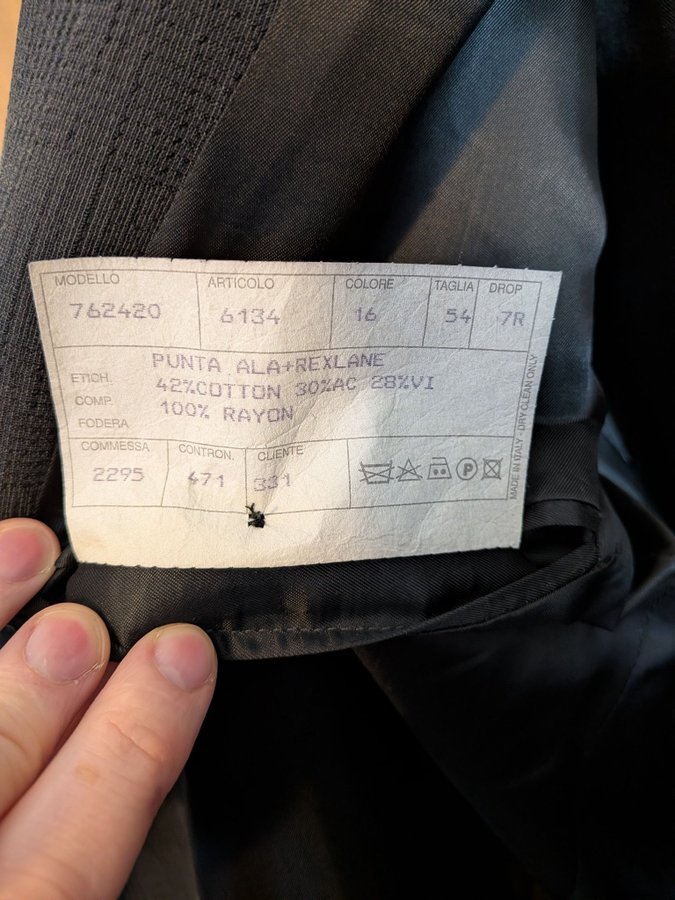 MODELLO ARTICOLO COLORE TAGLIA DROP
762420 6134 16 54 7R
ETICH. PUNTA ALA+REXLANE
COMP. 42%COTTON 30%AC 28%VI
FODERA 100% RAYON
COMMESSA CONTRON. CLIENTE
2295 471 331
P
MADE IN ITALY - DRY CLEAN ONLY